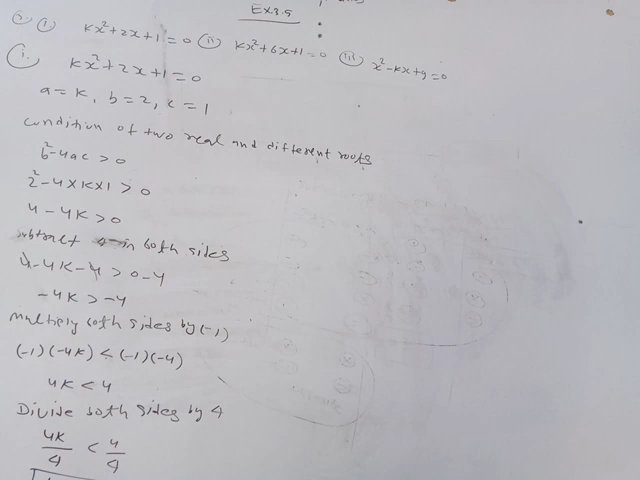 EX3.5
kx²+2x+1=0 (ii) kx²+6x+1=0 (iii) x²-kx+9=0
i. kx²+2x+1=0
a=k, b=2, c=1
condition of two real and different roots
b²-4ac>0
2²-4×k×1>0
4-4k>0
subtract 4 in both sides
4-4k-4>0-4
-4k>-4
multiply both sides by (-1)
(-1)(-4k)<(-1)(-4)
4k<4
Divide both sides by 4
4k/4 < 4/4